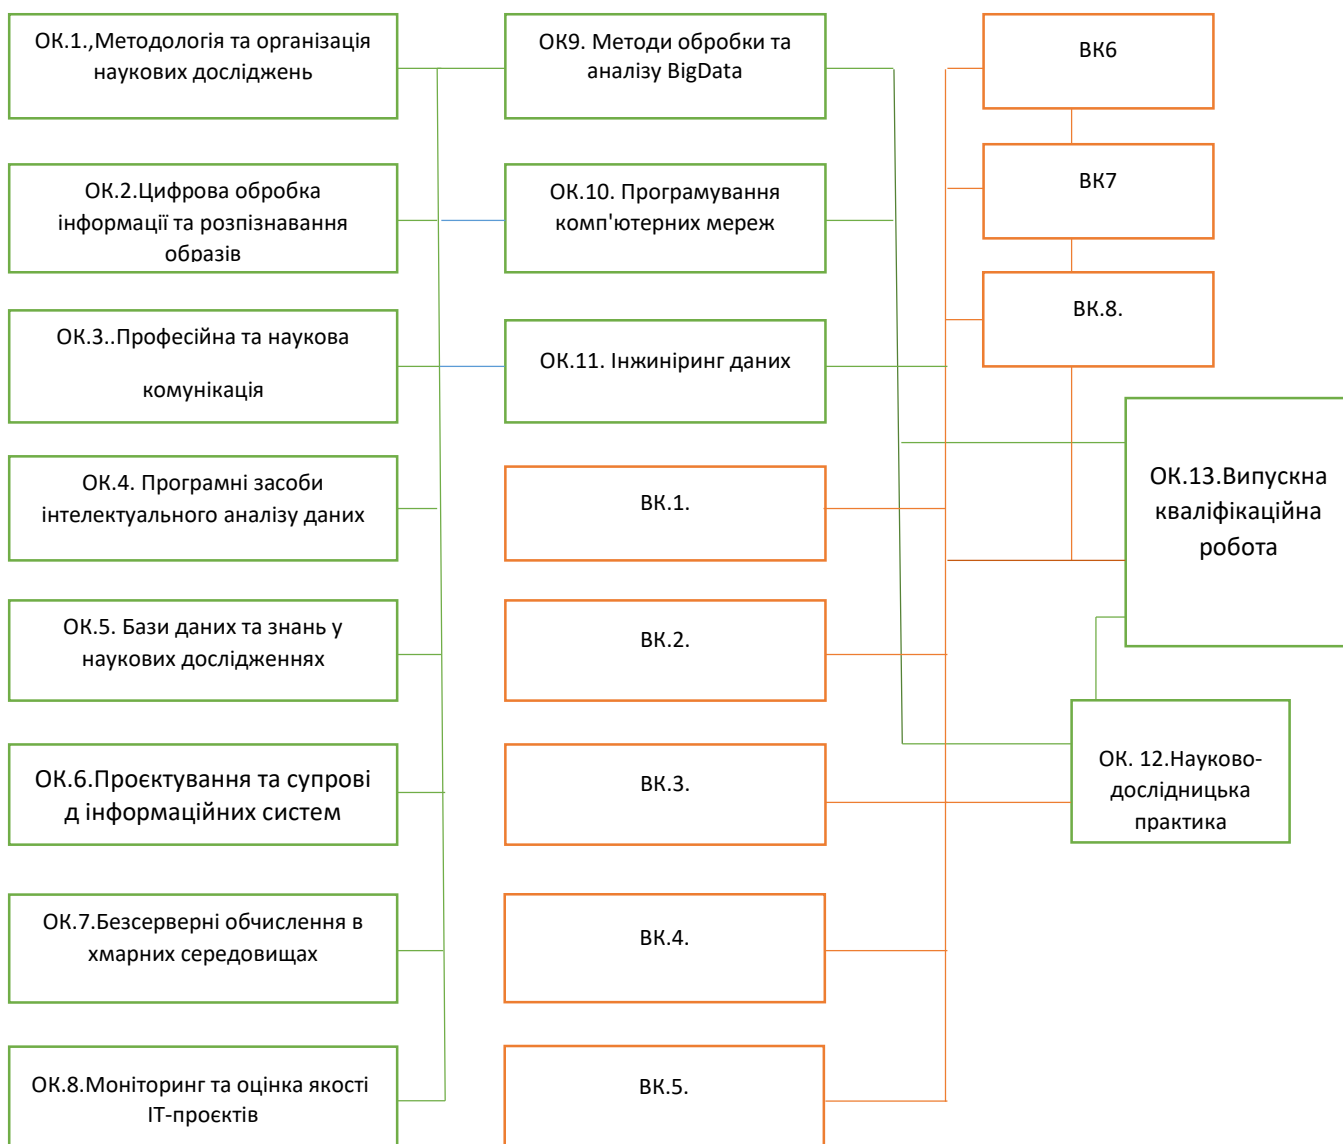 ОК.1.,Методологія та організація
наукових досліджень
ОК.2.Цифрова обробка
інформації та розпізнавання
образів
ОК.3..Професійна та наукова
комунікація
ОК.4. Програмні засоби
інтелектуального аналізу даних
ОК.5. Бази даних та знань у
наукових дослідженнях
ОК.6.Проєктування та супрові
д інформаційних систем
ОК.7.Безсерверні обчислення в
хмарних середовищах
ОК.8.Моніторинг та оцінка якості
ІТ-проєктів
ОК9. Методи обробки та
аналізу BigData
ОК.10. Програмування
комп'ютерних мереж
ОК.11. Інжиніринг даних
ВК.1.
ВК.2.
ВК.3.
ВК.4.
ВК.5.
ВК6
ВК7
ВК.8.
ОК.13.Випускна
кваліфікаційна
робота
ОК. 12.Науково-
дослідницька
практика